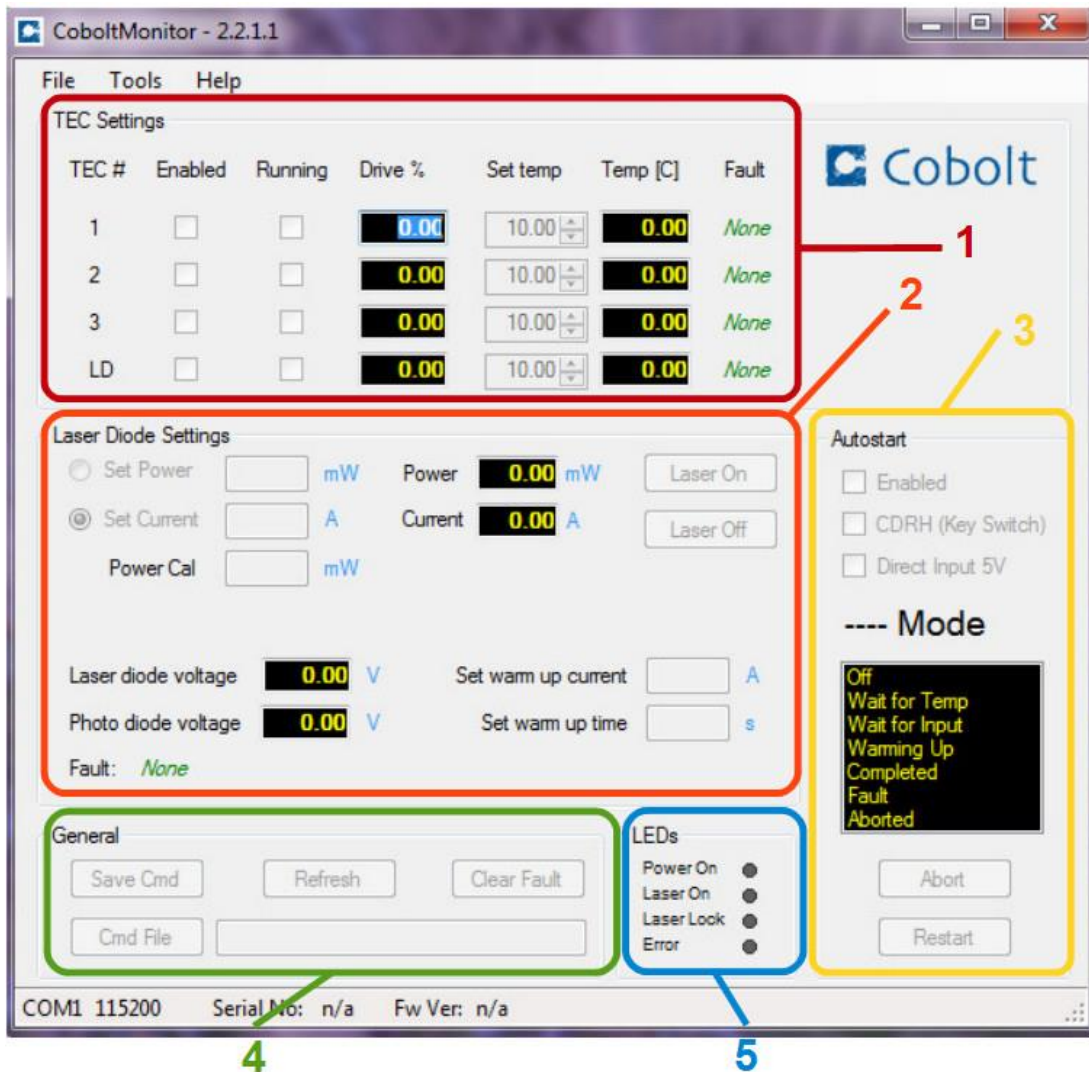 CoboltMonitor - 2.2.1.1
File Tools Help
TEC Settings
TEC # Enabled Running Drive % Set temp Temp [C] Fault
Cobolt
1 0.00 10.00 0.00 None
2 0.00 10.00 0.00 None
3 0.00 10.00 0.00 None
LD 0.00 10.00 0.00 None
1
2
3
Laser Diode Settings
Set Power mW Power 0.00 mW Laser On
Set Current A Current 0.00 A Laser Off
Power Cal mW
Laser diode voltage 0.00 V Set warm up current A
Photo diode voltage 0.00 V Set warm up time s
Fault: None
Autostart
Enabled
CDRH (Key Switch)
Direct Input 5V
---- Mode
Off
Wait for Temp
Wait for Input
Warming Up
Completed
Fault
Aborted
Abort
Restart
General
Save Cmd Refresh Clear Fault
Cmd File
LEDs
Power On
Laser On
Laser Lock
Error
COM1 115200 Serial No: n/a Fw Ver: n/a
4
5